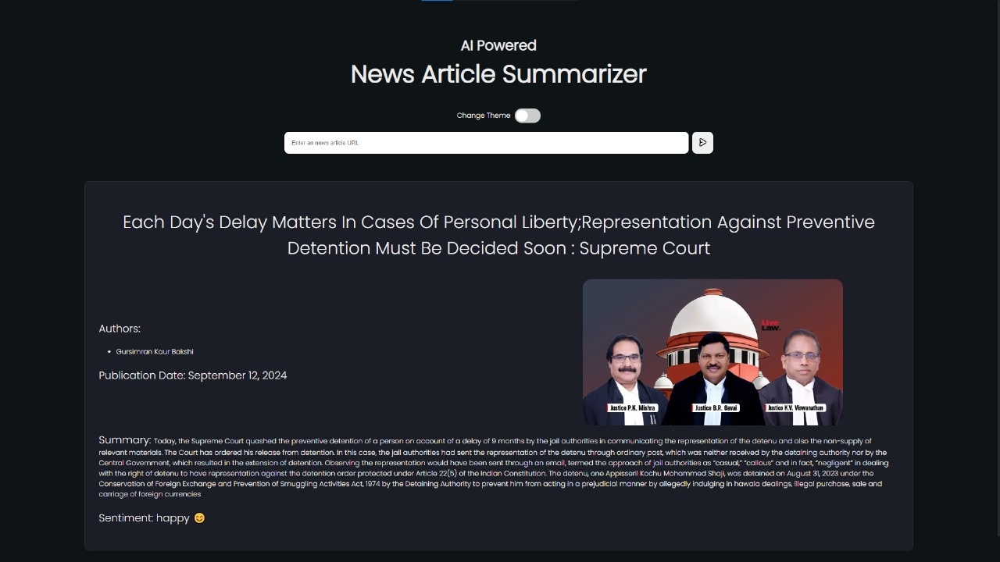 AI Powered
News Article Summarizer
Change Theme
Enter an news article URL
Each Day's Delay Matters In Cases Of Personal Liberty;Representation Against Preventive
Detention Must Be Decided Soon : Supreme Court
Authors:
Gursimran Kaur Bakshi
Publication Date: September 12, 2024
Live
Law.
Justice P.K. Mishra
Justice B.R. Gavai
Justice K.V. Viswanathan
Summary: Today, the Supreme Court quashed the preventive detention of a person on account of a delay of 9 months by the jail authorities in communicating the representation of the detenu and also the non-supply of
relevant materials. The Court has ordered his release from detention. In this case, the jail authorities had sent the representation of the detenu through ordinary post, which was neither received by the detaining authority nor by the
Central Government, which resulted in the extension of detention. Observing the representation would have been sent through an email, termed the approach of jail authorities as “casual,” “callous” and in fact, “negligent” in dealing
with the right of detenu to have representation against the detention order protected under Article 22(5) of the Indian Constitution. The detenu, one Appisseril Kochu Mohammed Shaji, was detained on August 31, 2023 under the
Conservation of Foreign Exchange and Prevention of Smuggling Activities Act, 1974 by the Detaining Authority to prevent him from acting in a prejudicial manner by allegedly indulging in hawala dealings, illegal purchase, sale and
carriage of foreign currencies
Sentiment: happy 😊